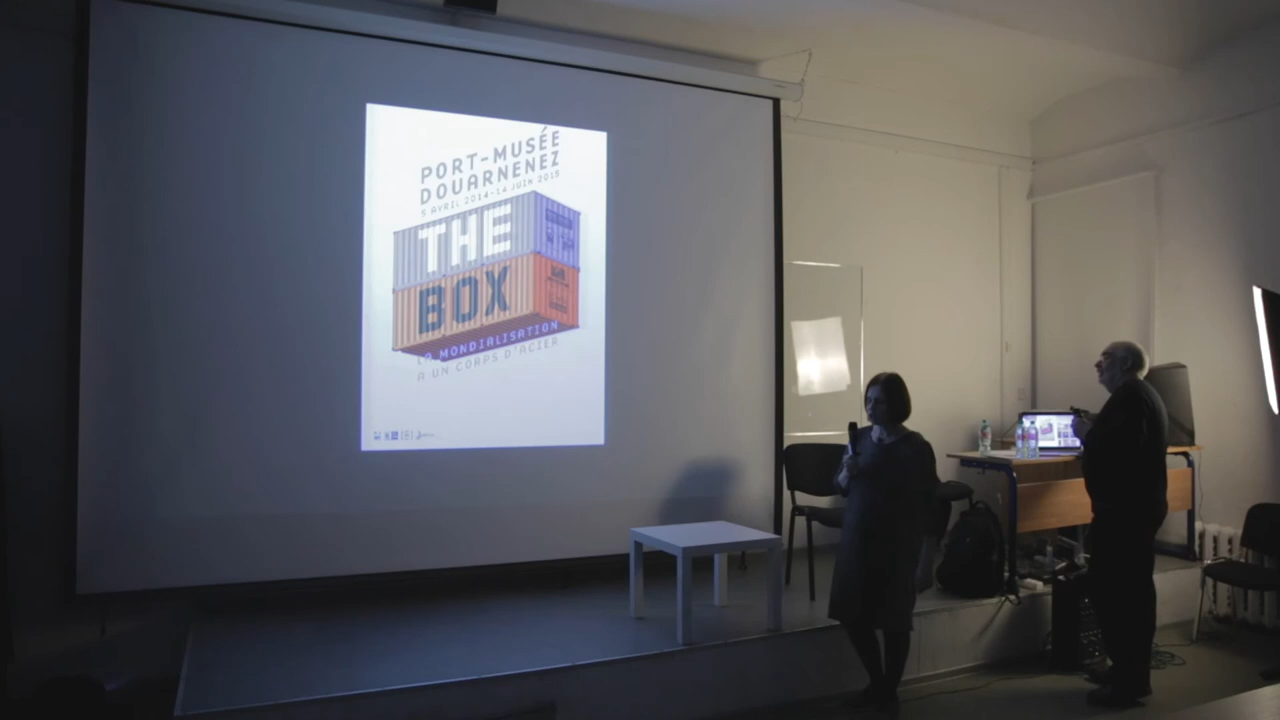 PORT-MUSÉE
DOUARNENEZ
5 AVRIL 2014-14 JUIN 2015
THE
BOX
LA MONDIALISATION
A UN CORPS D'ACIER